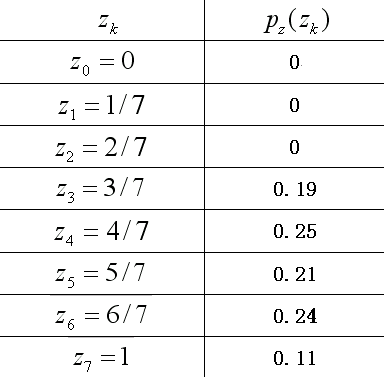 z_k p_z(z_k)
z_0 = 0 0
z_1 = 1/7 0
z_2 = 2/7 0
z_3 = 3/7 0.19
z_4 = 4/7 0.25
z_5 = 5/7 0.21
z_6 = 6/7 0.24
z_7 = 1 0.11